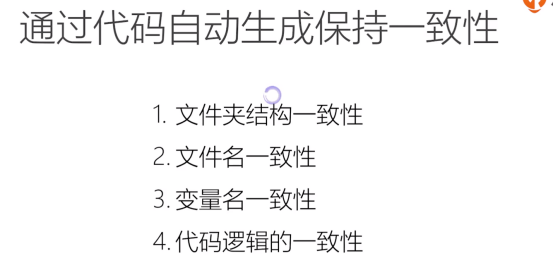 通过代码自动生成保持一致性
1. 文件夹结构一致性
2. 文件名一致性
3. 变量名一致性
4. 代码逻辑的一致性